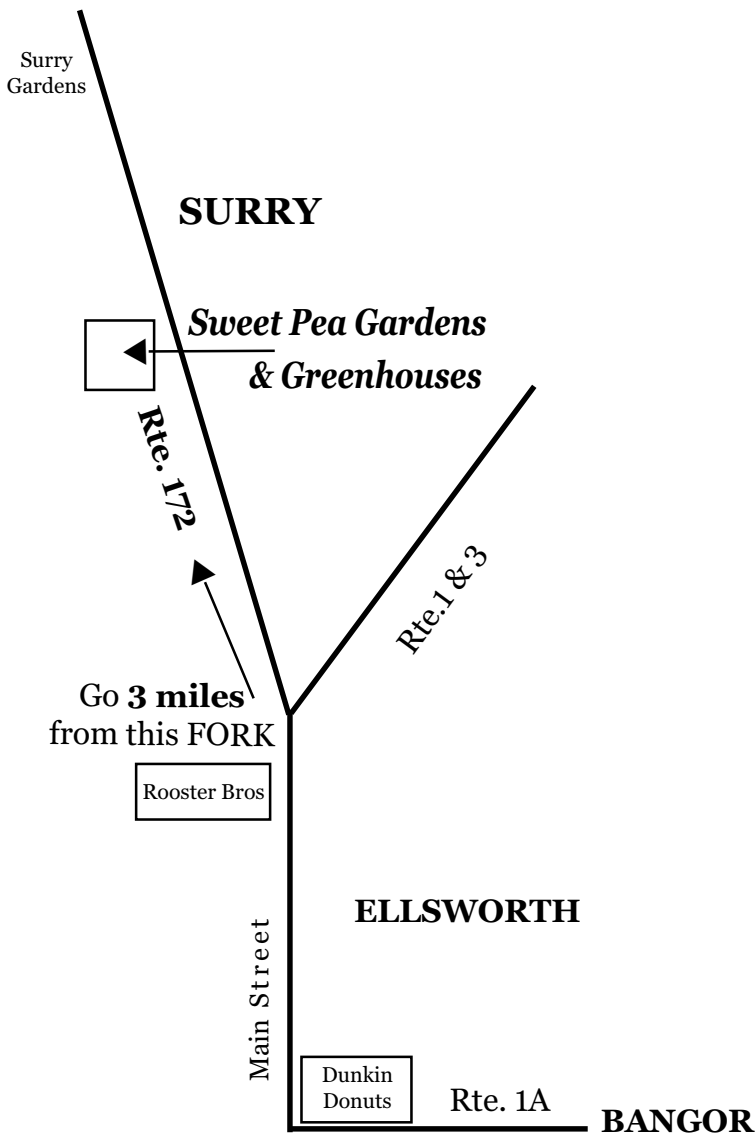 Surry
Gardens
SURRY
Sweet Pea Gardens
& Greenhouses
Rte. 172
Rte.1 & 3
Go 3 miles
from this FORK
Rooster Bros
ELLSWORTH
Main Street
Dunkin
Donuts
Rte. 1A
BANGOR